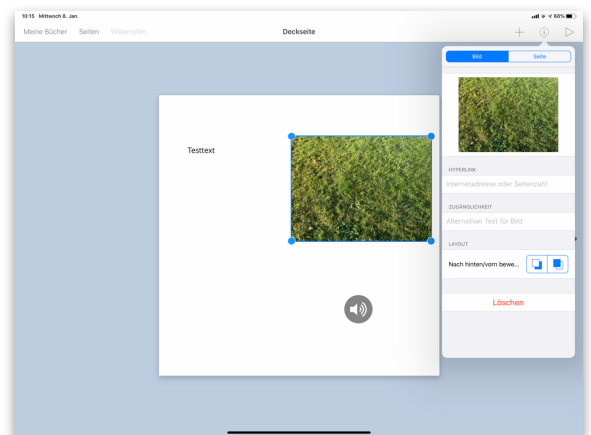 10:15 Mittwoch 8. Jan.
60%
Meine Bücher Seiten Widerrufen
Deckseite
Bild Seite
Testtext
HYPERLINK
Internetadresse oder Seitenzahl
ZUGÄNGLICHKEIT
Alternativer Text für Bild
LAYOUT
Nach hinten/vorn bewe...
Löschen